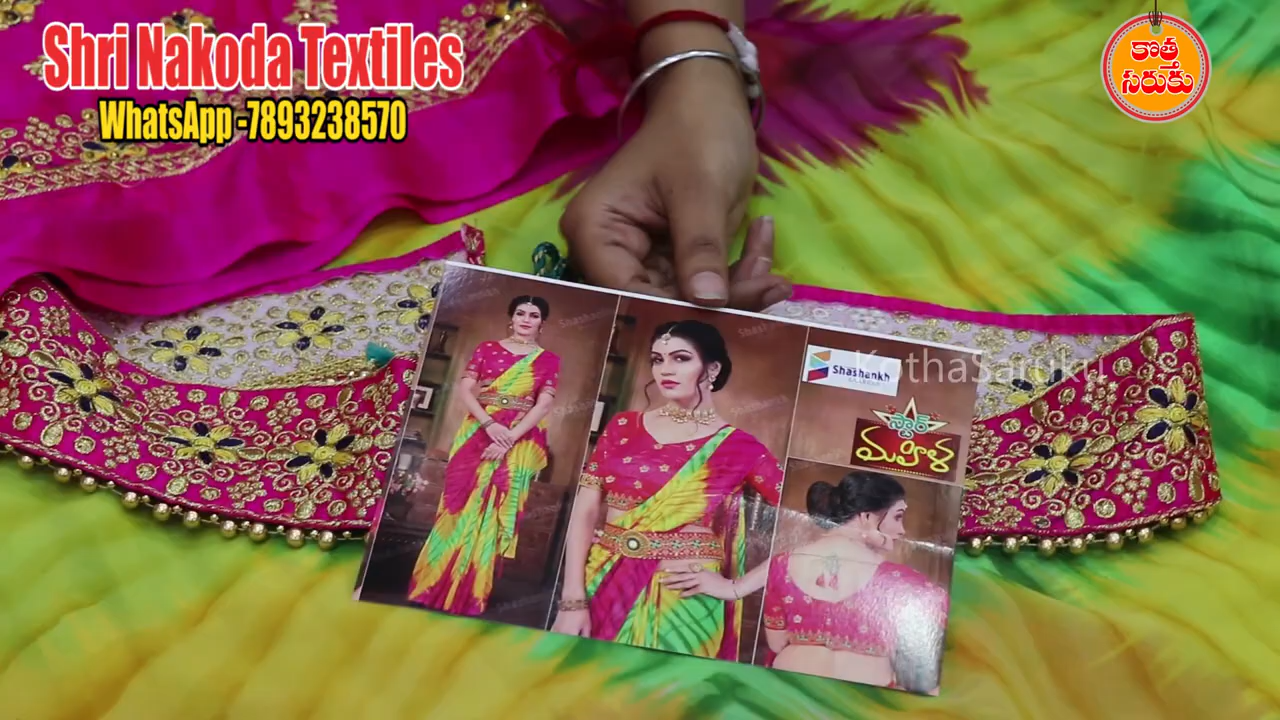 Shri Nakoda Textiles
WhatsApp -7893238570
కొత్త
సరుకు
Shashankh
KothaSaruku
స్టార్
మహిళ